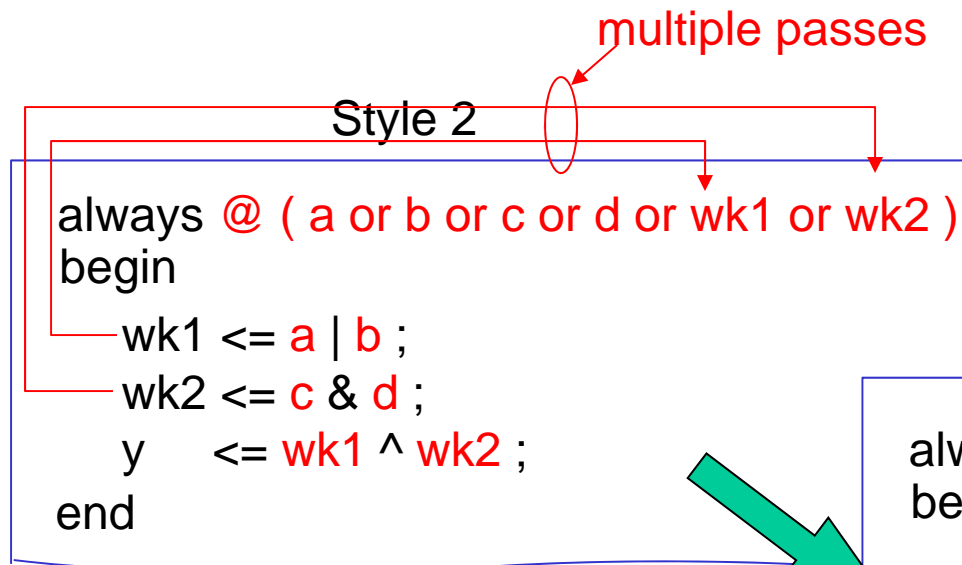 multiple passes
Style 2
always @ ( a or b or c or d or wk1 or wk2 )
begin
wk1 <= a | b ;
wk2 <= c & d ;
y <= wk1 ^ wk2 ;
end